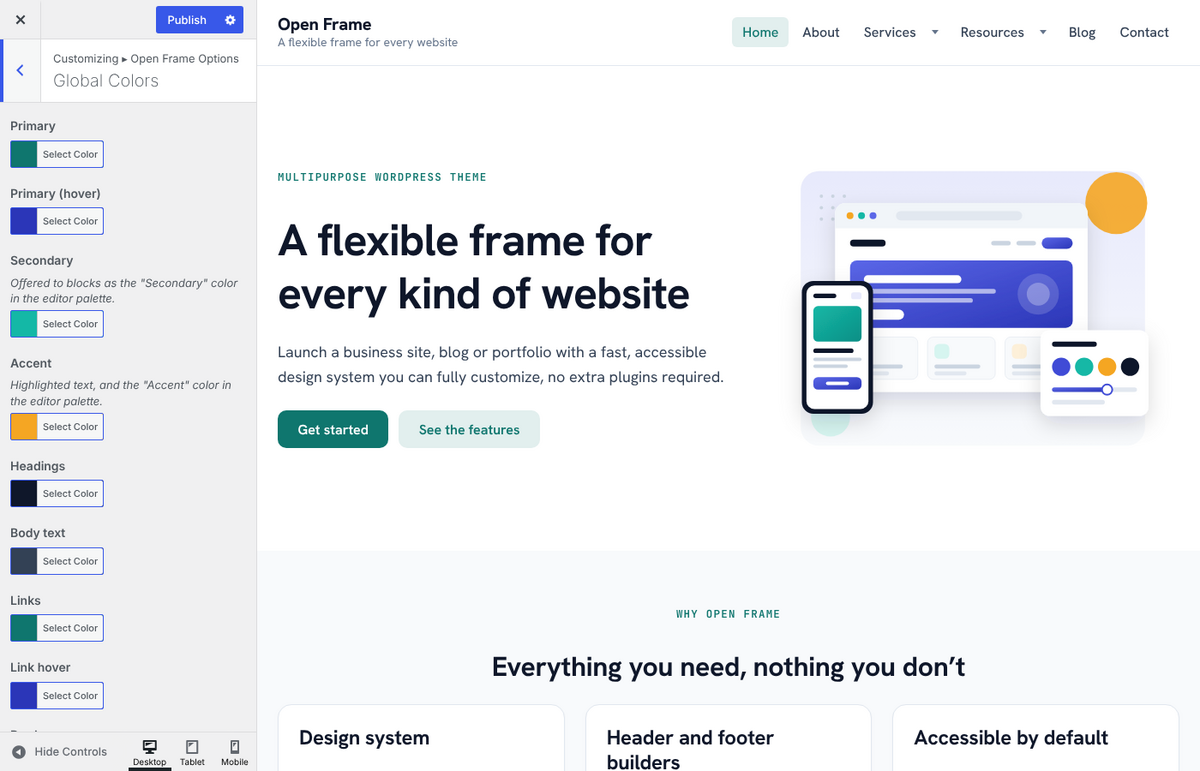 Publish
Customizing ▸ Open Frame Options
Global Colors
Primary
Select Color
Primary (hover)
Select Color
Secondary
Offered to blocks as the "Secondary" color
in the editor palette.
Select Color
Accent
Highlighted text, and the "Accent" color in
the editor palette.
Select Color
Headings
Select Color
Body text
Select Color
Links
Select Color
Link hover
Select Color
Hide Controls
Desktop Tablet Mobile
Open Frame
A flexible frame for every website
Home About Services Resources Blog Contact
MULTIPURPOSE WORDPRESS THEME
A flexible frame for
every kind of website
Launch a business site, blog or portfolio with a fast, accessible
design system you can fully customize, no extra plugins required.
Get started See the features
WHY OPEN FRAME
Everything you need, nothing you don’t
Design system
Header and footer
builders
Accessible by default